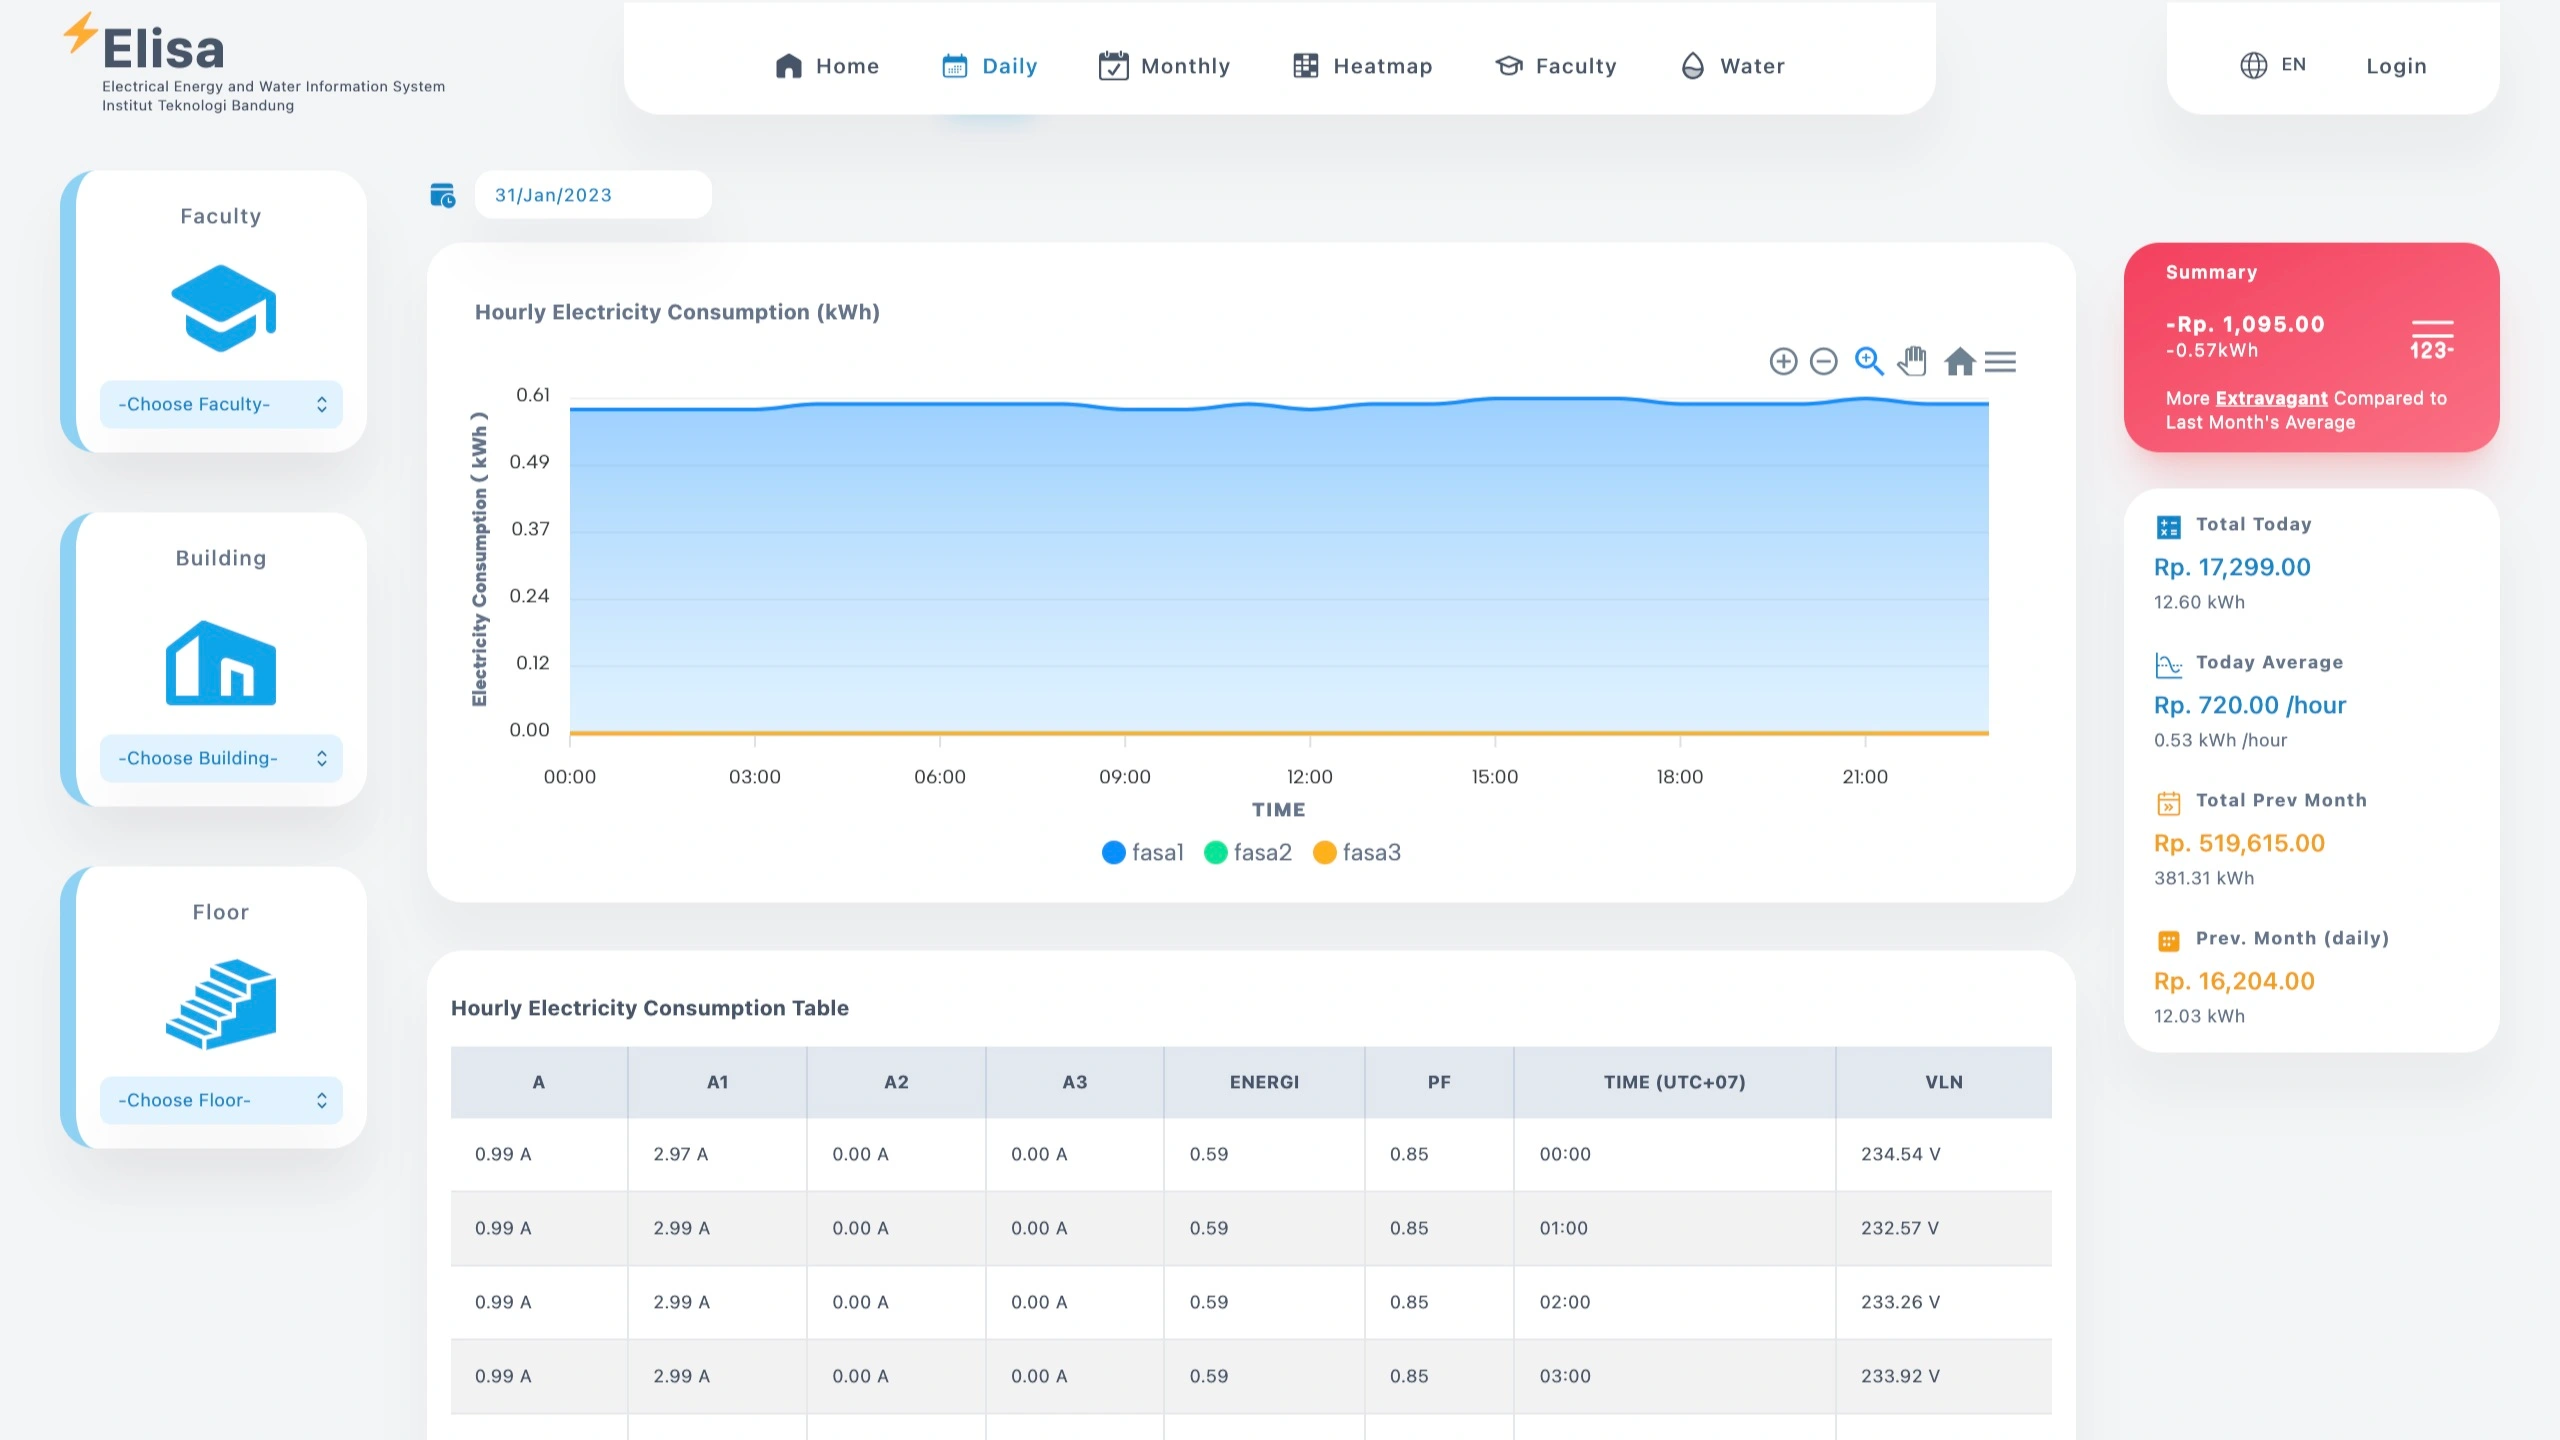 Elisa
Electrical Energy and Water Information System
Institut Teknologi Bandung
Home
Daily
Monthly
Heatmap
Faculty
Water
EN
Login
Faculty
-Choose Faculty-
Building
-Choose Building-
Floor
-Choose Floor-
31/Jan/2023
Hourly Electricity Consumption (kWh)
Electricity Consumption ( kWh )
0.61
0.49
0.37
0.24
0.12
0.00
00:00 03:00 06:00 09:00 12:00 15:00 18:00 21:00
TIME
fasa1 fasa2 fasa3
Hourly Electricity Consumption Table
A A1 A2 A3 ENERGI PF TIME (UTC+07) VLN
0.99 A 2.97 A 0.00 A 0.00 A 0.59 0.85 00:00 234.54 V
0.99 A 2.99 A 0.00 A 0.00 A 0.59 0.85 01:00 232.57 V
0.99 A 2.99 A 0.00 A 0.00 A 0.59 0.85 02:00 233.26 V
0.99 A 2.99 A 0.00 A 0.00 A 0.59 0.85 03:00 233.92 V
Summary
-Rp. 1,095.00
-0.57kWh
123-
More Extravagant Compared to
Last Month's Average
Total Today
Rp. 17,299.00
12.60 kWh
Today Average
Rp. 720.00 /hour
0.53 kWh /hour
Total Prev Month
Rp. 519,615.00
381.31 kWh
Prev. Month (daily)
Rp. 16,204.00
12.03 kWh